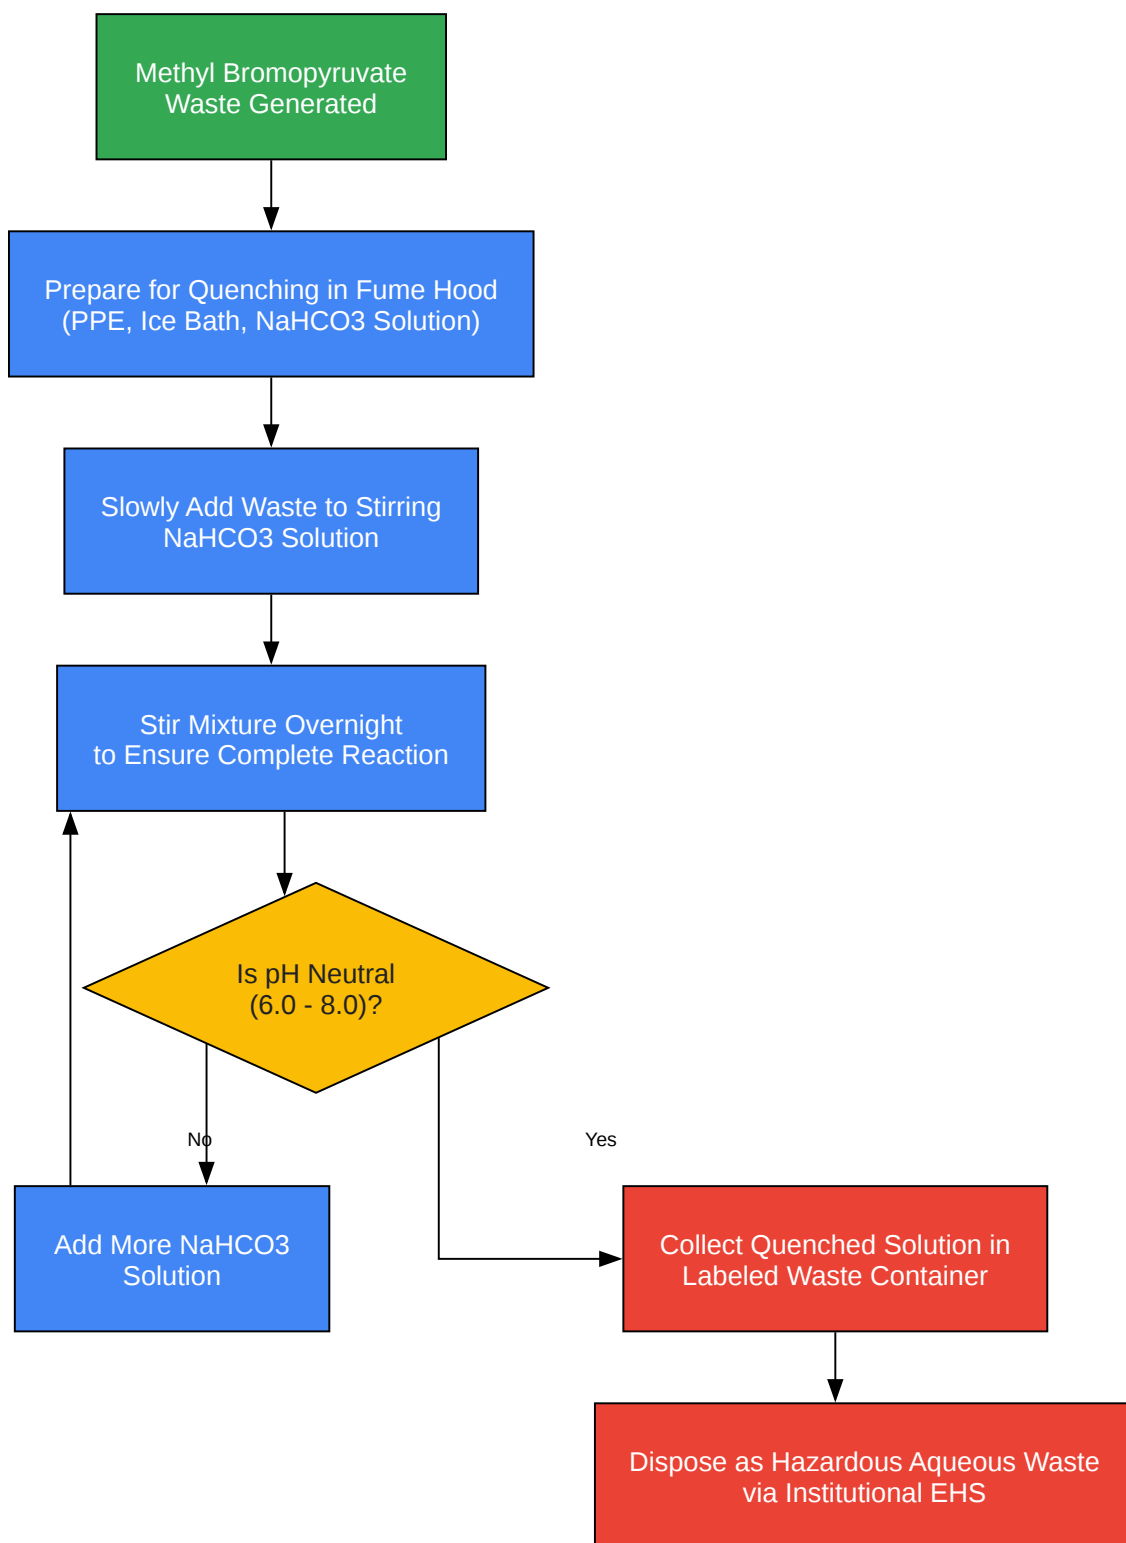 Methyl Bromopyruvate
Waste Generated
Prepare for Quenching in Fume Hood
(PPE, Ice Bath, NaHCO3 Solution)
Slowly Add Waste to Stirring
NaHCO3 Solution
Stir Mixture Overnight
to Ensure Complete Reaction
Is pH Neutral
(6.0 - 8.0)?
No
Yes
Add More NaHCO3
Solution
Collect Quenched Solution in
Labeled Waste Container
Dispose as Hazardous Aqueous Waste
via Institutional EHS